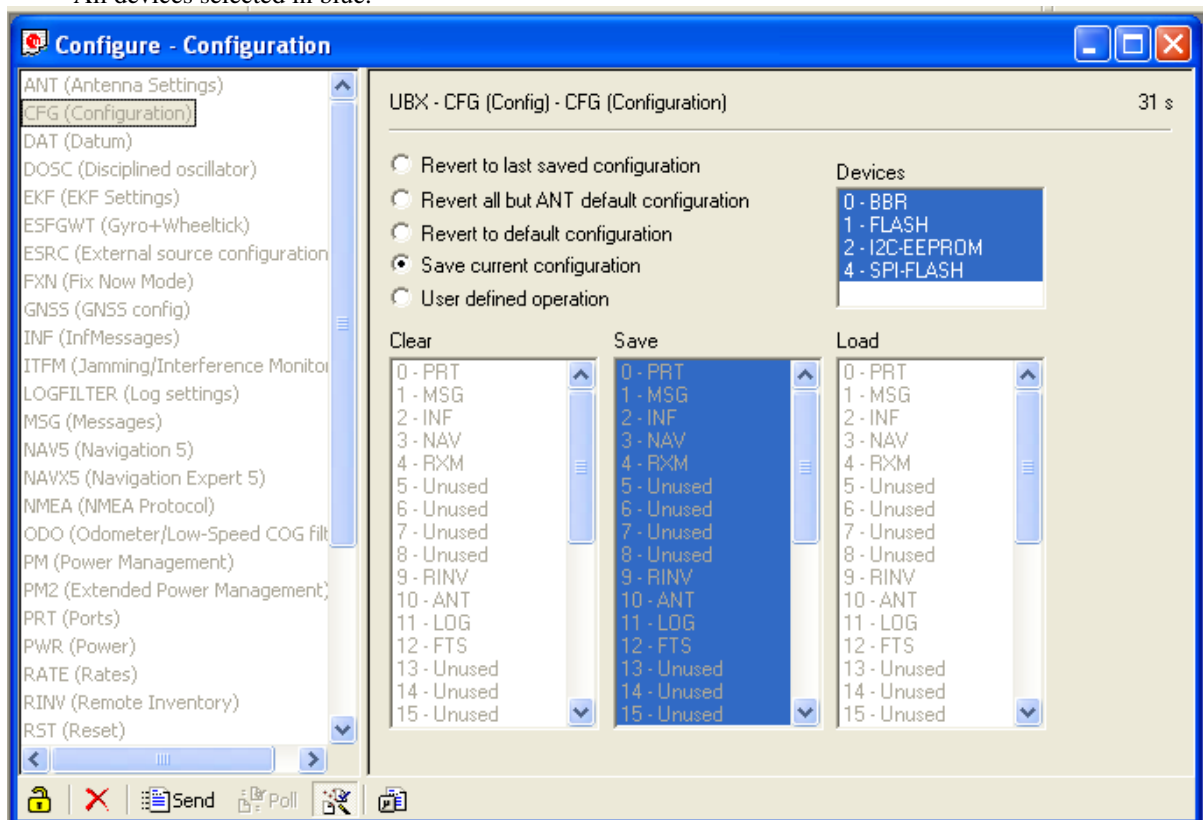 All devices selected in blue.
Configure - Configuration
ANT (Antenna Settings)
CFG (Configuration)
DAT (Datum)
DOSC (Disciplined oscillator)
EKF (EKF Settings)
ESFGWT (Gyro+Wheeltick)
ESRC (External source configuration
FXN (Fix Now Mode)
GNSS (GNSS config)
INF (InfMessages)
ITFM (Jamming/Interference Monitor
LOGFILTER (Log settings)
MSG (Messages)
NAV5 (Navigation 5)
NAVX5 (Navigation Expert 5)
NMEA (NMEA Protocol)
ODO (Odometer/Low-Speed COG filt
PM (Power Management)
PM2 (Extended Power Management)
PRT (Ports)
PWR (Power)
RATE (Rates)
RINV (Remote Inventory)
RST (Reset)
UBX - CFG (Config) - CFG (Configuration)
31 s
Revert to last saved configuration
Revert all but ANT default configuration
Revert to default configuration
Save current configuration
User defined operation
Devices
0 - BBR
1 - FLASH
2 - I2C-EEPROM
4 - SPI-FLASH
Clear
0 - PRT
1 - MSG
2 - INF
3 - NAV
4 - RXM
5 - Unused
6 - Unused
7 - Unused
8 - Unused
9 - RINV
10 - ANT
11 - LOG
12 - FTS
13 - Unused
14 - Unused
15 - Unused
Save
0 - PRT
1 - MSG
2 - INF
3 - NAV
4 - RXM
5 - Unused
6 - Unused
7 - Unused
8 - Unused
9 - RINV
10 - ANT
11 - LOG
12 - FTS
13 - Unused
14 - Unused
15 - Unused
Load
0 - PRT
1 - MSG
2 - INF
3 - NAV
4 - RXM
5 - Unused
6 - Unused
7 - Unused
8 - Unused
9 - RINV
10 - ANT
11 - LOG
12 - FTS
13 - Unused
14 - Unused
15 - Unused
Send
Poll